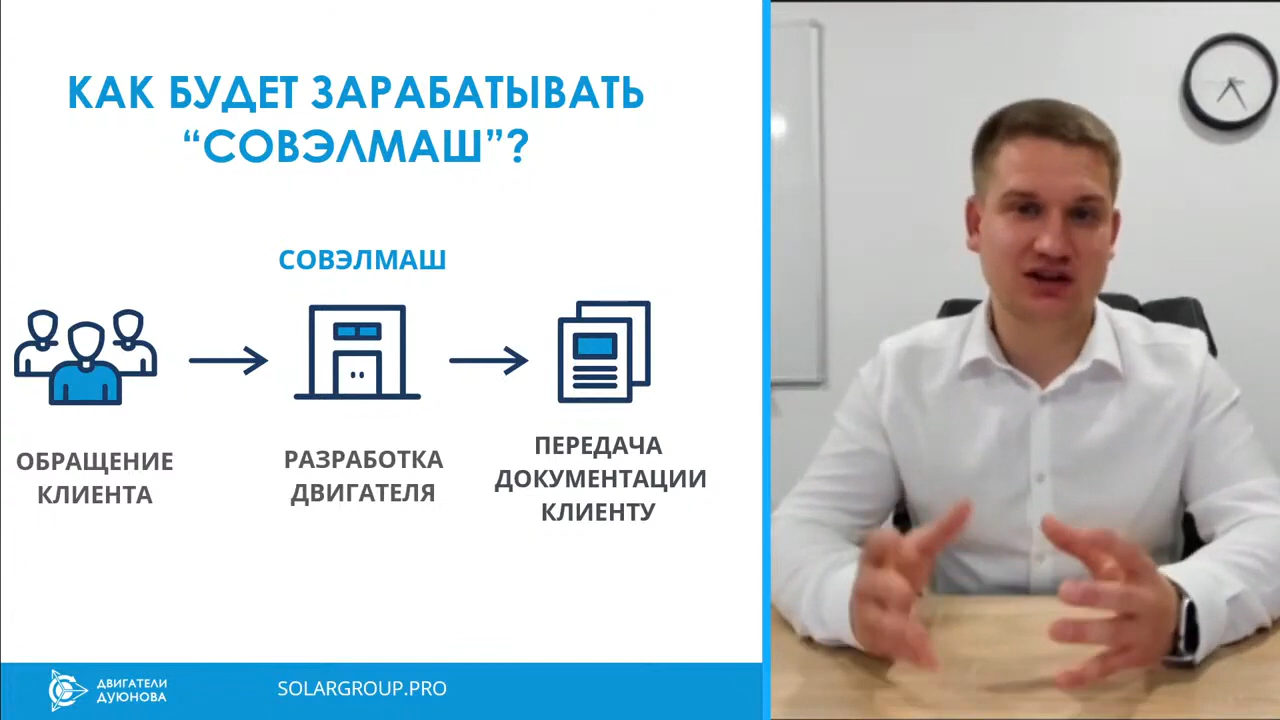 КАК БУДЕТ ЗАРАБАТЫВАТЬ
“СОВЭЛМАШ”?
СОВЭЛМАШ
ОБРАЩЕНИЕ
КЛИЕНТА
РАЗРАБОТКА
ДВИГАТЕЛЯ
ПЕРЕДАЧА
ДОКУМЕНТАЦИИ
КЛИЕНТУ
ДВИГАТЕЛИ
ДУЮНОВА
SOLARGROUP.PRO